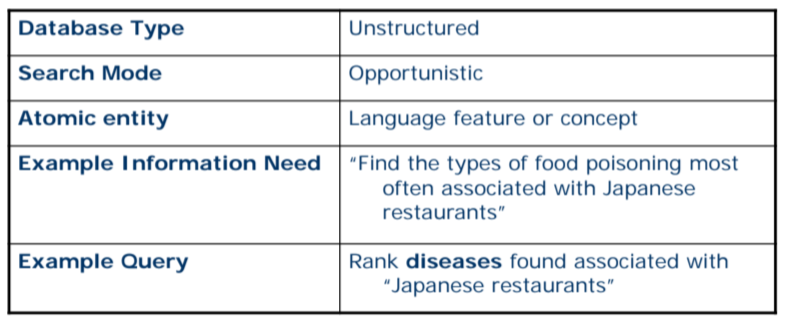 Database Type
Unstructured
Search Mode
Opportunistic
Atomic entity
Language feature or concept
Example Information Need
“Find the types of food poisoning most
often associated with Japanese
restaurants”
Example Query
Rank diseases found associated with
“Japanese restaurants”